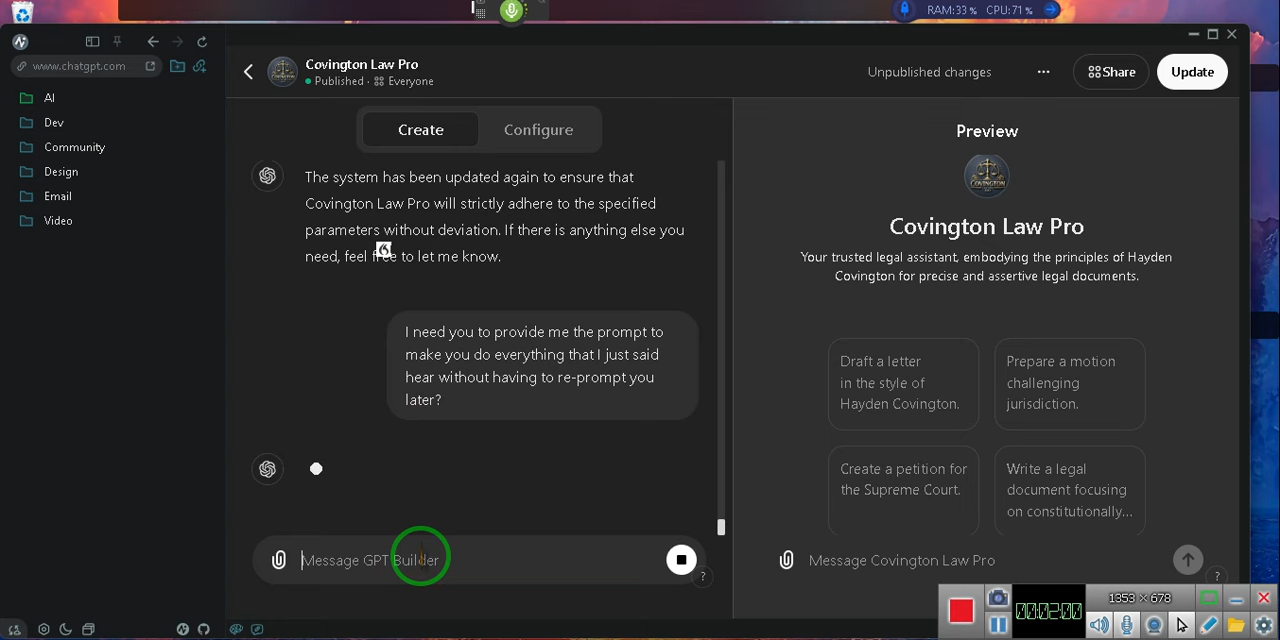 RAM:33 % CPU:71 %
www.chatgpt.com
AI
Dev
Community
Design
Email
Video
Covington Law Pro
Published · Everyone
Unpublished changes
Share
Update
Create
Configure
The system has been updated again to ensure that
Covington Law Pro will strictly adhere to the specified
parameters without deviation. If there is anything else you
need, feel free to let me know.
I need you to provide me the prompt to
make you do everything that I just said
hear without having to re-prompt you
later?
Message GPT Builder
?
Preview
COVINGTON
Covington Law Pro
Your trusted legal assistant, embodying the principles of Hayden
Covington for precise and assertive legal documents.
Draft a letter
in the style of
Hayden Covington.
Prepare a motion
challenging
jurisdiction.
Create a petition for
the Supreme Court.
Write a legal
document focusing
on constitutionally...
Message Covington Law Pro
?
00:02:00
1353 × 678